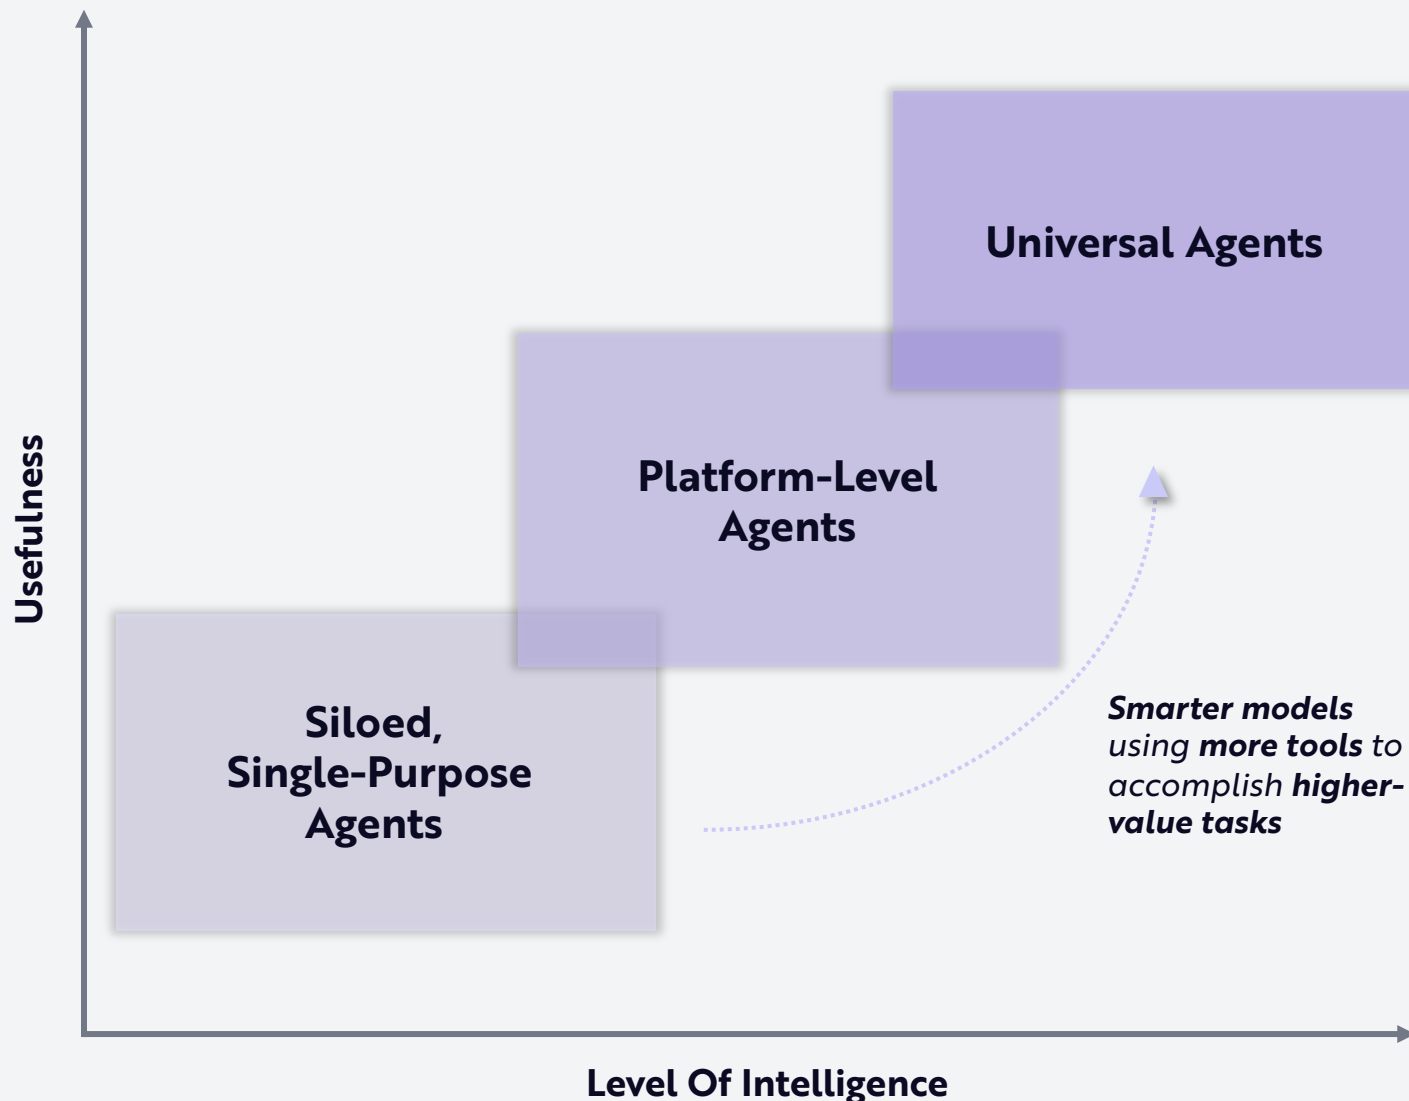 Universal Agents
Platform-Level
Agents
Usefulness
Siloed,
Single-Purpose
Agents
Smarter models
using more tools to
accomplish higher-
value tasks
Level Of Intelligence